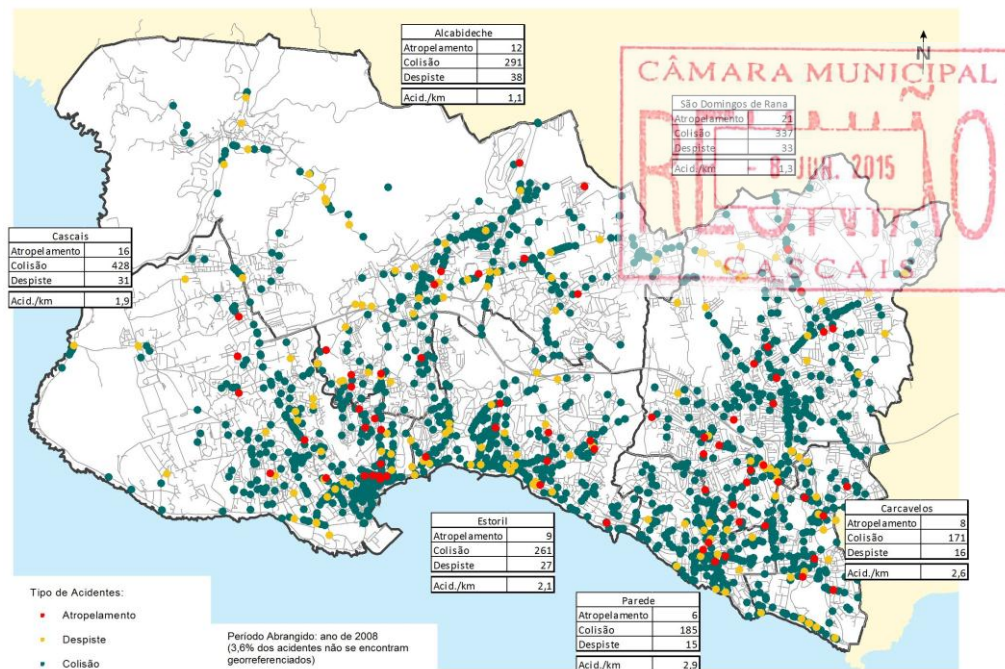 Alcabideche
Atropelamento 12
Colisão 291
Despiste 38
Acid./km 1,1
N
CÂMARA MUNICIPAL
São Domingos de Rana
Atropelamento 21
Colisão 337
Despiste 33
Acid./km 1,3
REUNIÃO
- 8 JUN. 2015
CASCAIS
Cascais
Atropelamento 16
Colisão 428
Despiste 31
Acid./km 1,9
Estoril
Atropelamento 9
Colisão 261
Despiste 27
Acid./km 2,1
Carcavelos
Atropelamento 8
Colisão 171
Despiste 16
Acid./km 2,6
Parede
Atropelamento 6
Colisão 185
Despiste 15
Acid./km 2,9
Tipo de Acidentes:
Atropelamento
Despiste
Colisão
Período Abrangido: ano de 2008
(3,6% dos acidentes não se encontram
georreferenciados)